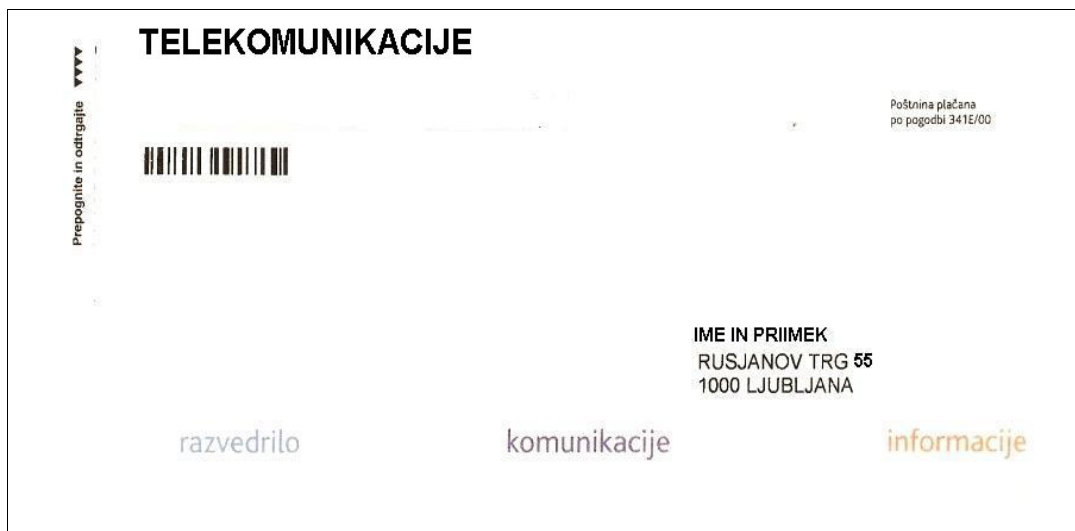 TELEKOMUNIKACIJE
Prepognite in odtrgajte
Poštnina plačana
po pogodbi 341E/00
IME IN PRIIMEK
RUSJANOV TRG 55
1000 LJUBLJANA
razvedrilo
komunikacije
informacije